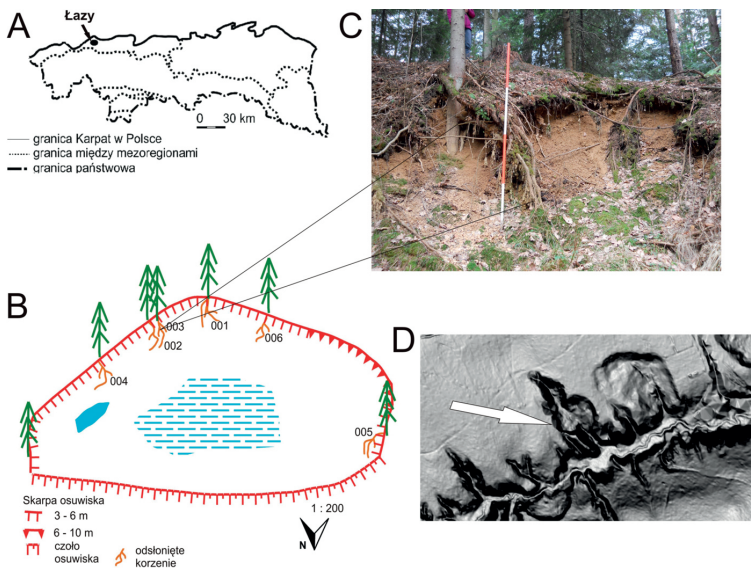 A
Łazy
0 30 km
granica Karpat w Polsce
granica między mezoregionami
granica państwowa
B
003
002
001
006
004
005
1 : 200
N
Skarpa osuwiska
3 - 6 m
6 - 10 m
czoło
osuwiska
odsłonięte
korzenie
C
D